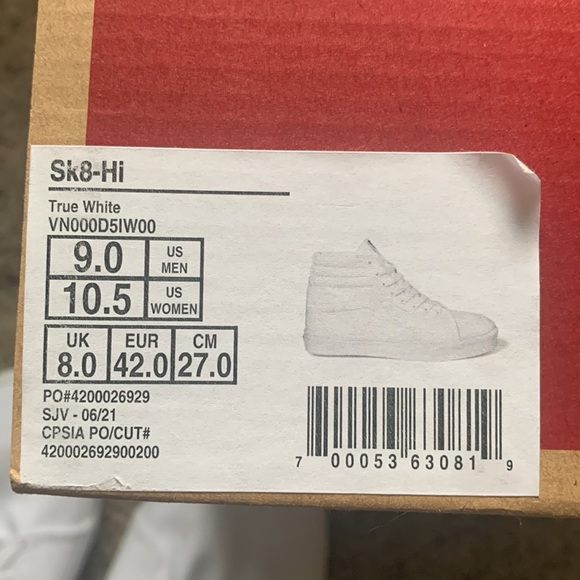 Sk8-Hi
True White
VN000D5IW00
9.0 US MEN
10.5 US WOMEN
UK EUR CM
8.0 42.0 27.0
PO#4200026929
SJV - 06/21
CPSIA PO/CUT#
420002692900200
7 00053 63081 9